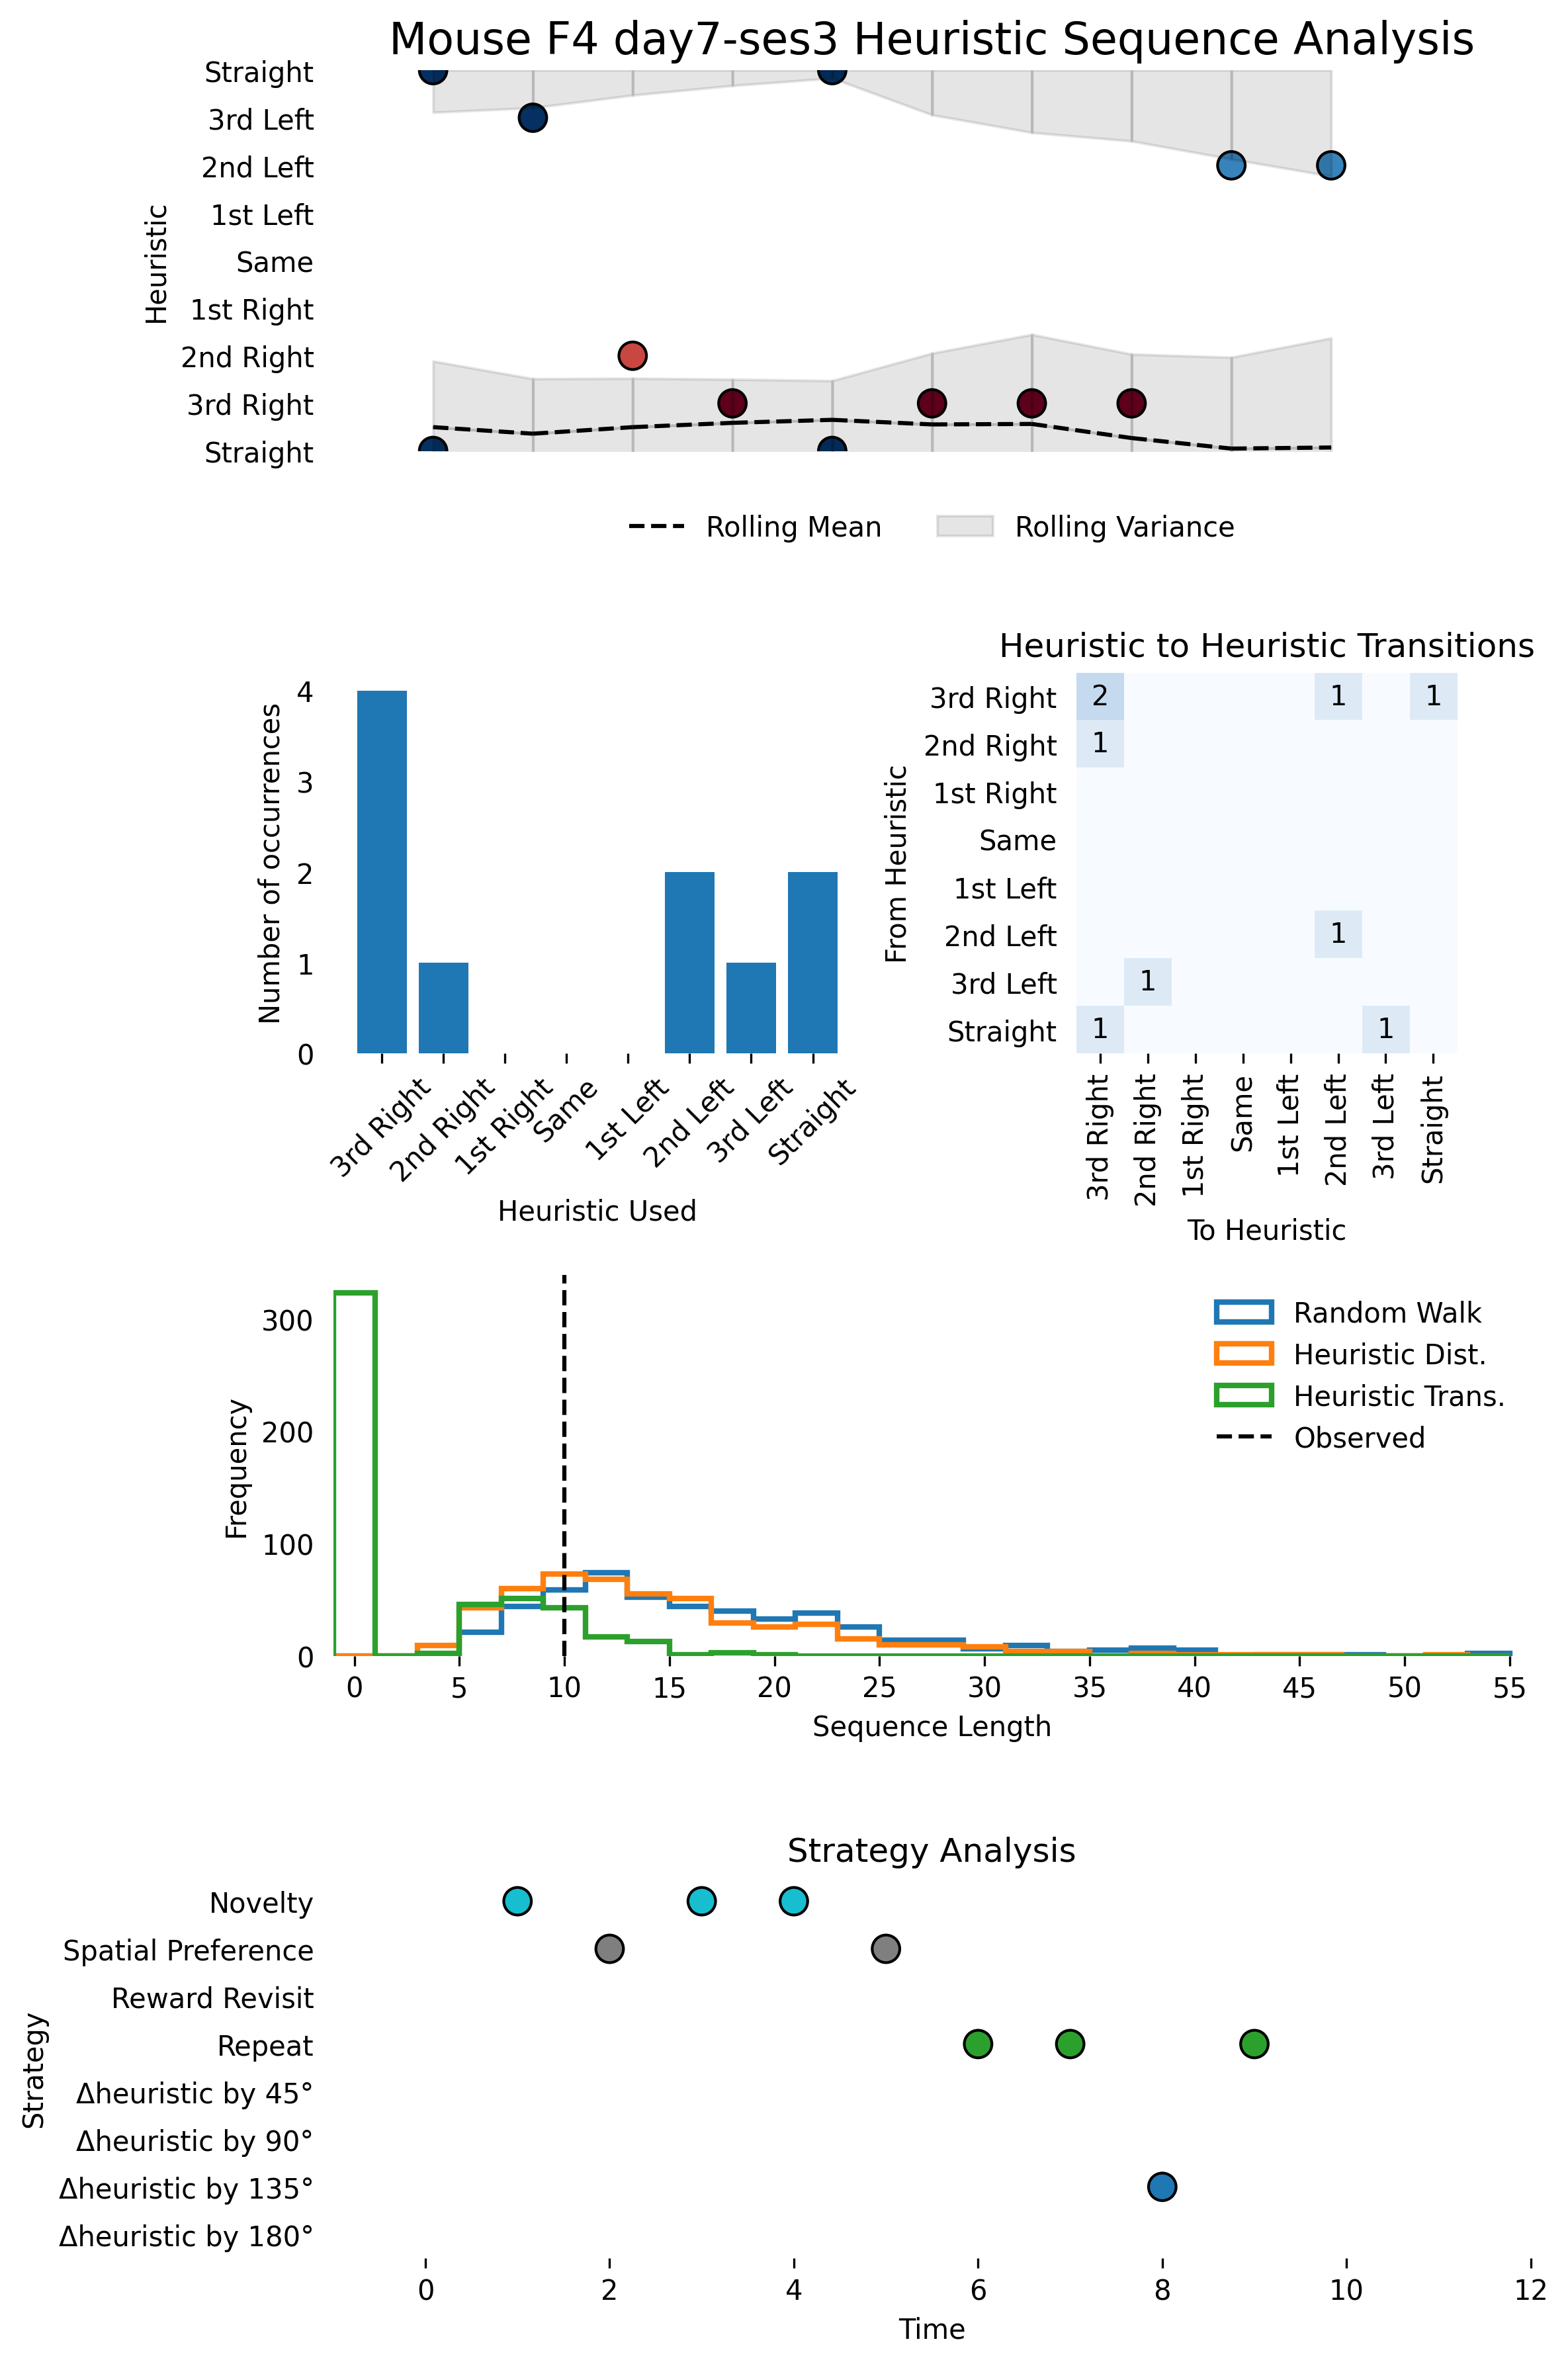 Mouse F4 day7-ses3 Heuristic Sequence Analysis
Heuristic
Straight
3rd Left
2nd Left
1st Left
Same
1st Right
2nd Right
3rd Right
Straight
Rolling Mean
Rolling Variance
Number of occurrences
4
3
2
1
0
3rd Right
2nd Right
1st Right
Same
1st Left
2nd Left
3rd Left
Straight
Heuristic Used
Heuristic to Heuristic Transitions
From Heuristic
3rd Right 2 1 1
2nd Right 1
1st Right
Same
1st Left
2nd Left 1
3rd Left 1
Straight 1 1
3rd Right
2nd Right
1st Right
Same
1st Left
2nd Left
3rd Left
Straight
To Heuristic
Frequency
300
200
100
0
Random Walk
Heuristic Dist.
Heuristic Trans.
Observed
0 5 10 15 20 25 30 35 40 45 50 55
Sequence Length
Strategy Analysis
Strategy
Novelty
Spatial Preference
Reward Revisit
Repeat
Δheuristic by 45°
Δheuristic by 90°
Δheuristic by 135°
Δheuristic by 180°
0 2 4 6 8 10 12
Time